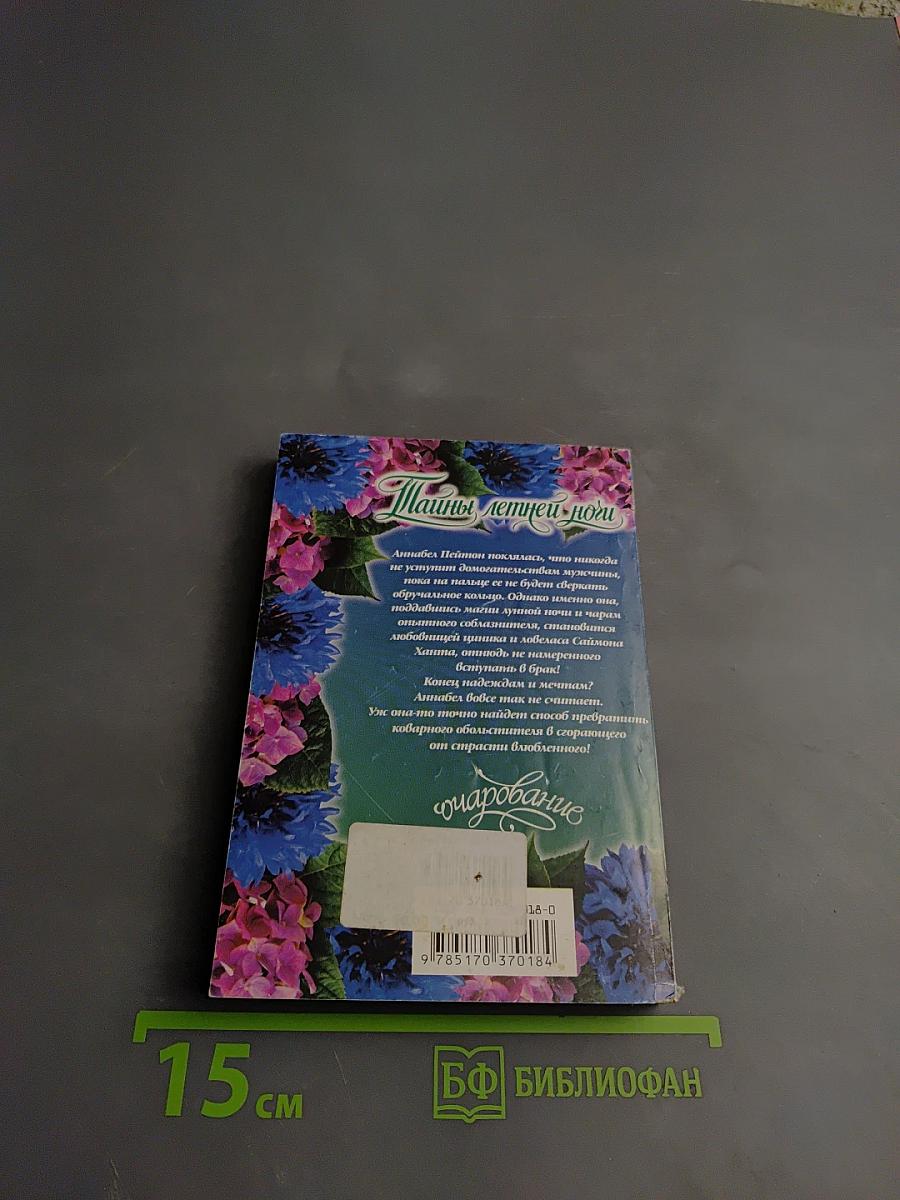 Тайны летней ночи
Аннабел Пейтон поклялась, что никогда
не уступит домогательствам мужчины,
пока на пальце ее не будет сверкать
обручальное кольцо. Однако именно она,
поддавшись магии лунной ночи и чарам
опытного соблазнителя, становится
любовницей циника и ловеласа Саймона
Ханта, отнюдь не намеренного
вступать в брак!
Конец надеждам и мечтам?
Аннабел вовсе так не считает.
Уж она-то точно найдет способ превратить
коварного обольстителя в сгорающего
от страсти влюбленного!
очарование
18-0
9 785170 370184
15 см
БФ БИБЛИОФАН